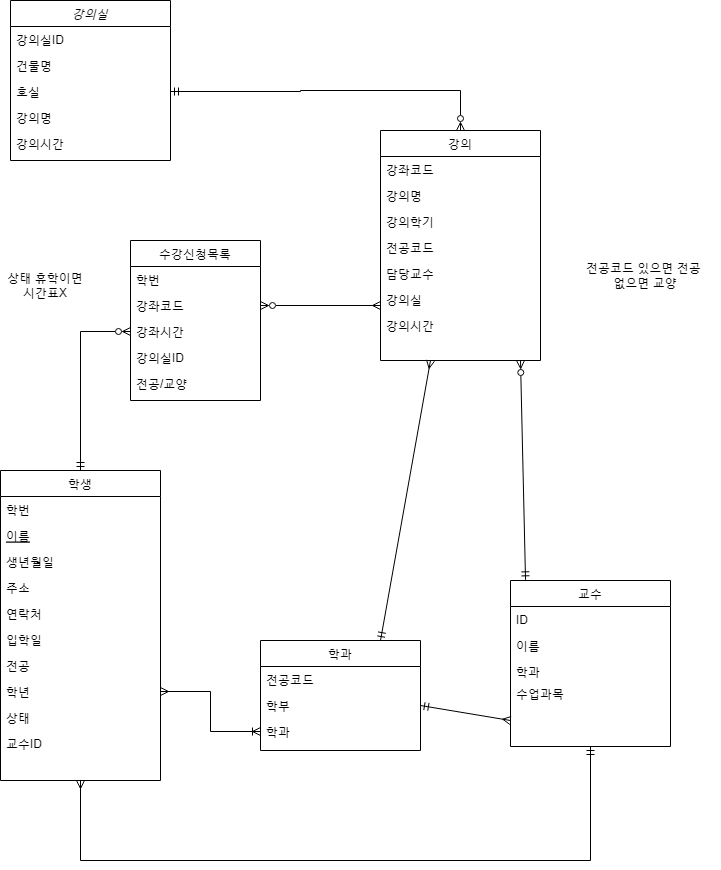 강의실
강의실ID
건물명
호실
강의명
강의시간
강의
강좌코드
강의명
강의학기
전공코드
담당교수
강의실
강의시간
수강신청목록
학번
강좌코드
강좌시간
강의실ID
전공/교양
상태 휴학이면
시간표X
전공코드 있으면 전공
없으면 교양
학생
학번
이름
생년월일
주소
연락처
입학일
전공
학년
상태
교수ID
학과
전공코드
학부
학과
교수
ID
이름
학과
수업과목